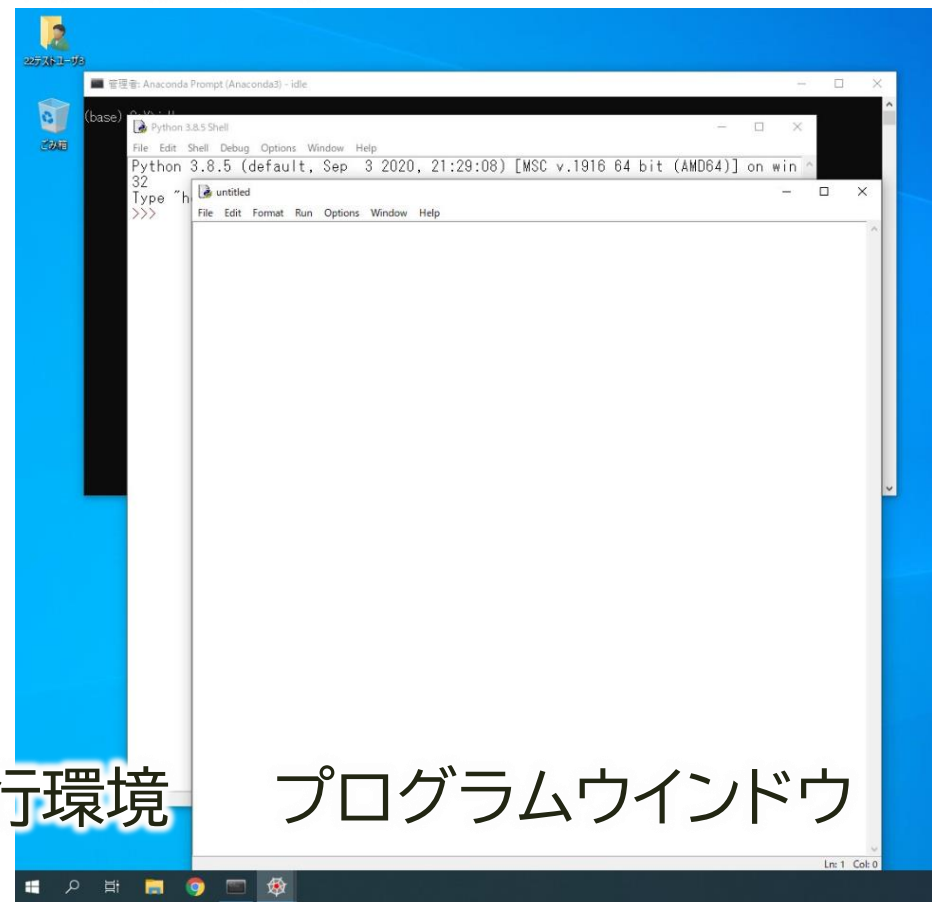 22テストユーザ3
管理者: Anaconda Prompt (Anaconda3) - idle
ごみ箱
(base)
Python 3.8.5 Shell
File Edit Shell Debug Options Window Help
Python 3.8.5 (default, Sep 3 2020, 21:29:08) [MSC v.1916 64 bit (AMD64)] on win
32
Type "h
>>>
untitled
File Edit Format Run Options Window Help
行環境 プログラムウインドウ
Ln: 1 Col: 0